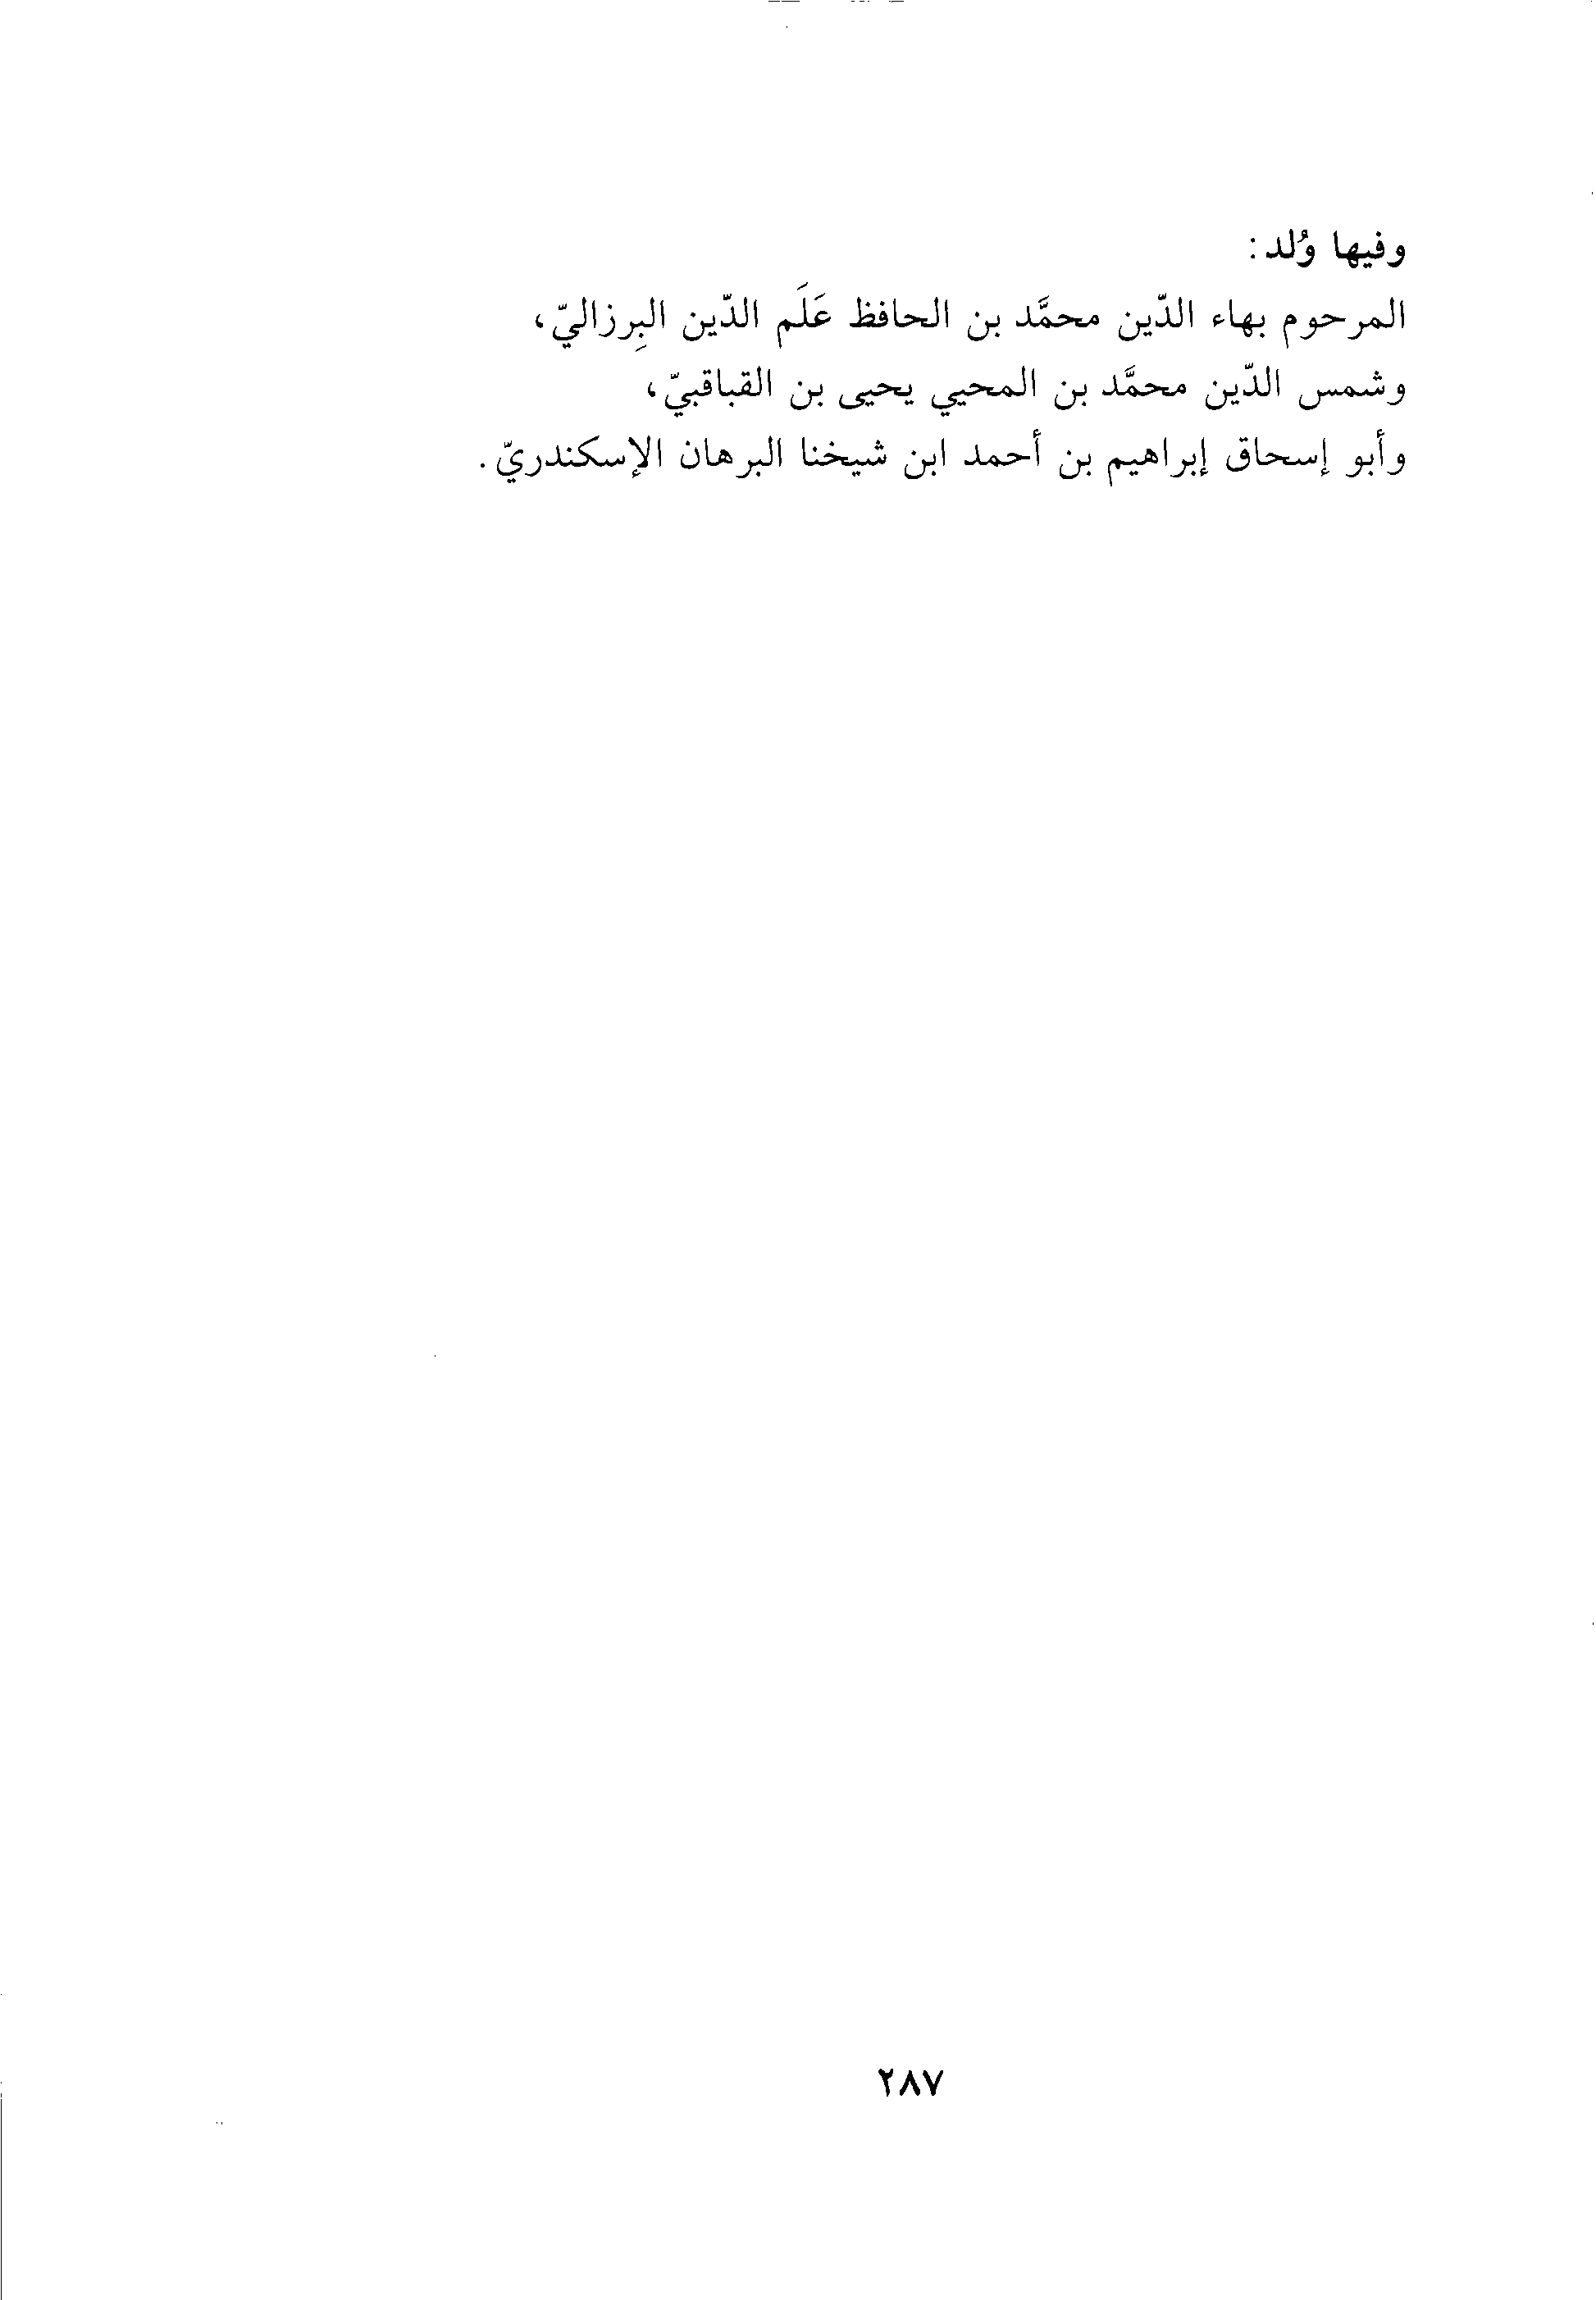 وفيها وُلد:
المرحوم بهاء الدّين محمَّد بن الحافظ عَلَم الدّين البِرزاليّ،
وشمس الدّين محمَّد بن المحيي يحيى بن القباقبيّ،
وأبو إسحاق إبراهيم بن أحمد ابن شيخنا البرهان الإسكندريّ.
٢٨٧